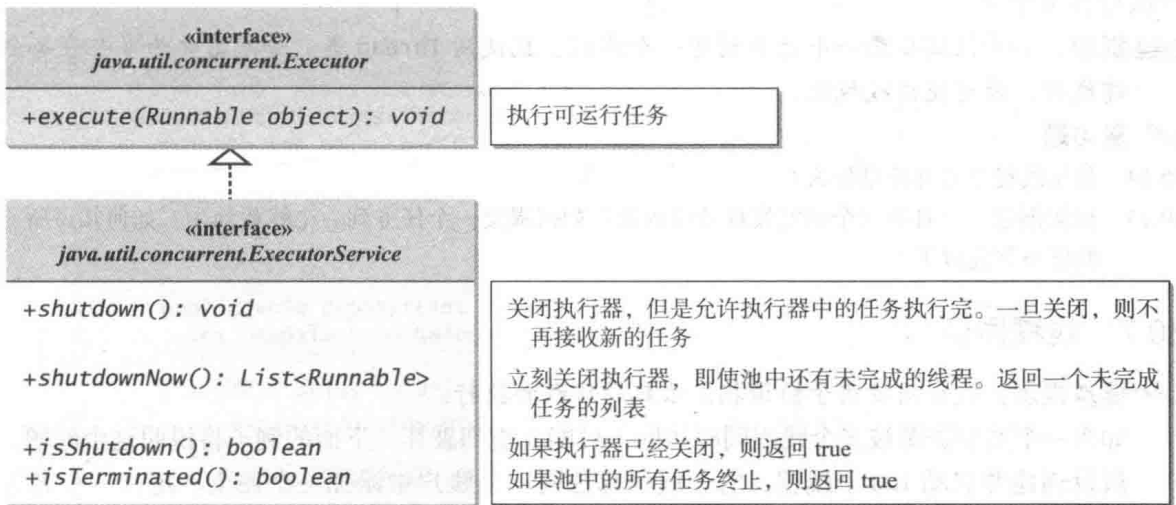 «interface»
java.util.concurrent.Executor
+execute(Runnable object): void
执行可运行任务
«interface»
java.util.concurrent.ExecutorService
+shutdown(): void
关闭执行器，但是允许执行器中的任务执行完。一旦关闭，则不
再接收新的任务
+shutdownNow(): List<Runnable>
立刻关闭执行器，即使池中还有未完成的线程。返回一个未完成
任务的列表
+isShutdown(): boolean
如果执行器已经关闭，则返回 true
+isTerminated(): boolean
如果池中的所有任务终止，则返回 true